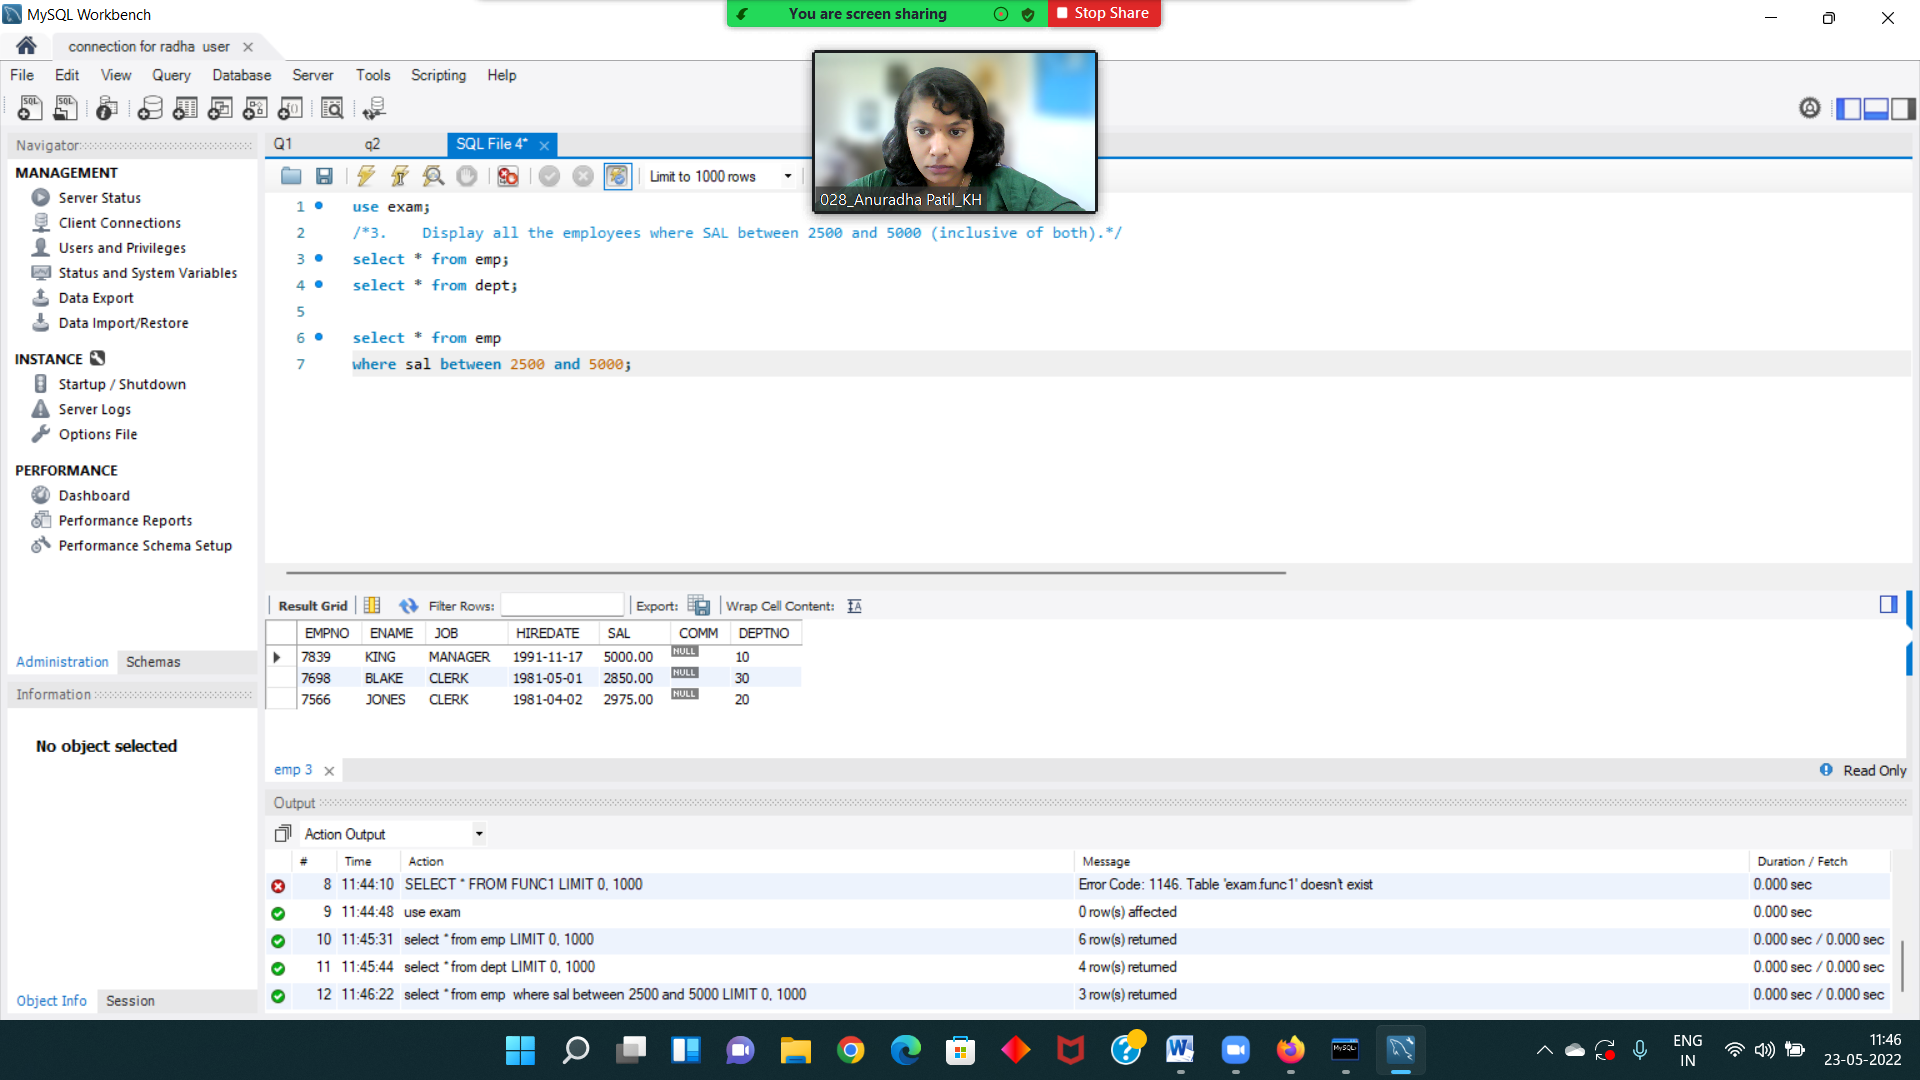 MySQL Workbench
You are screen sharing
Stop Share
connection for radha user
File Edit View Query Database Server Tools Scripting Help
Navigator
MANAGEMENT
Server Status
Client Connections
Users and Privileges
Status and System Variables
Data Export
Data Import/Restore
INSTANCE
Startup / Shutdown
Server Logs
Options File
PERFORMANCE
Dashboard
Performance Reports
Performance Schema Setup
Administration Schemas
Information
No object selected
Object Info Session
Q1 q2 SQL File 4*
Limit to 1000 rows
028_Anuradha Patil_KH
1 use exam;
2 /*3. Display all the employees where SAL between 2500 and 5000 (inclusive of both).*/
3 select * from emp;
4 select * from dept;
5
6 select * from emp
7 where sal between 2500 and 5000;
Result Grid Filter Rows: Export: Wrap Cell Content:
EMPNO ENAME JOB HIREDATE SAL COMM DEPTNO
7839 KING MANAGER 1991-11-17 5000.00 NULL 10
7698 BLAKE CLERK 1981-05-01 2850.00 NULL 30
7566 JONES CLERK 1981-04-02 2975.00 NULL 20
emp 3
Read Only
Output
Action Output
# Time Action Message Duration / Fetch
8 11:44:10 SELECT * FROM FUNC1 LIMIT 0, 1000 Error Code: 1146. Table 'exam.func1' doesn't exist 0.000 sec
9 11:44:48 use exam 0 row(s) affected 0.000 sec
10 11:45:31 select * from emp LIMIT 0, 1000 6 row(s) returned 0.000 sec / 0.000 sec
11 11:45:44 select * from dept LIMIT 0, 1000 4 row(s) returned 0.000 sec / 0.000 sec
12 11:46:22 select * from emp where sal between 2500 and 5000 LIMIT 0, 1000 3 row(s) returned 0.000 sec / 0.000 sec
ENG
IN
11:46
23-05-2022